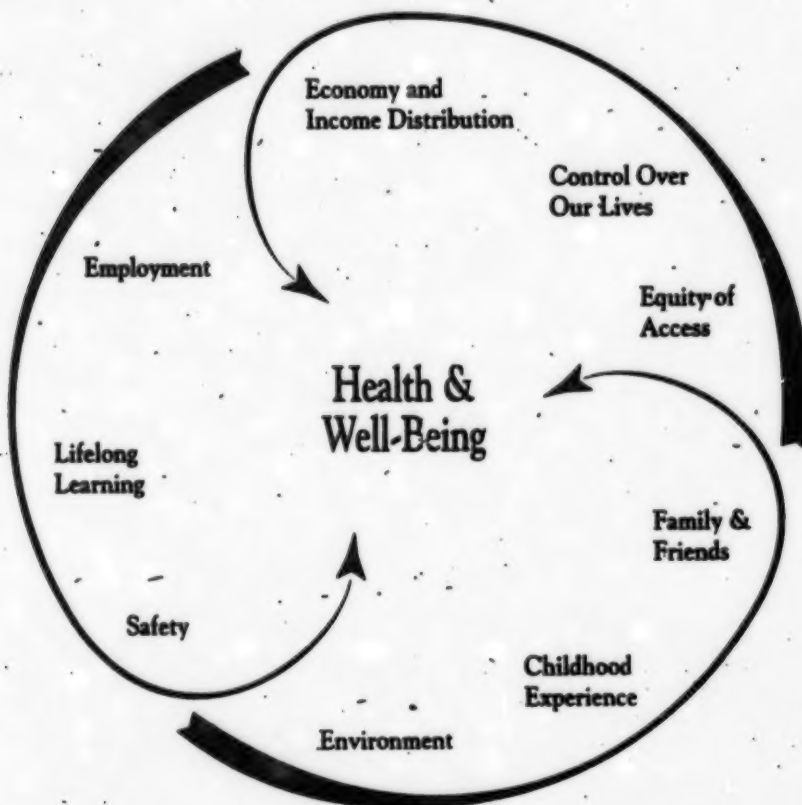 Economy and
Income Distribution
Control Over
Our Lives
Employment
Equity of
Access
Health &
Well-Being
Lifelong
Learning
Family &
Friends
Safety
Childhood
Experience
Environment